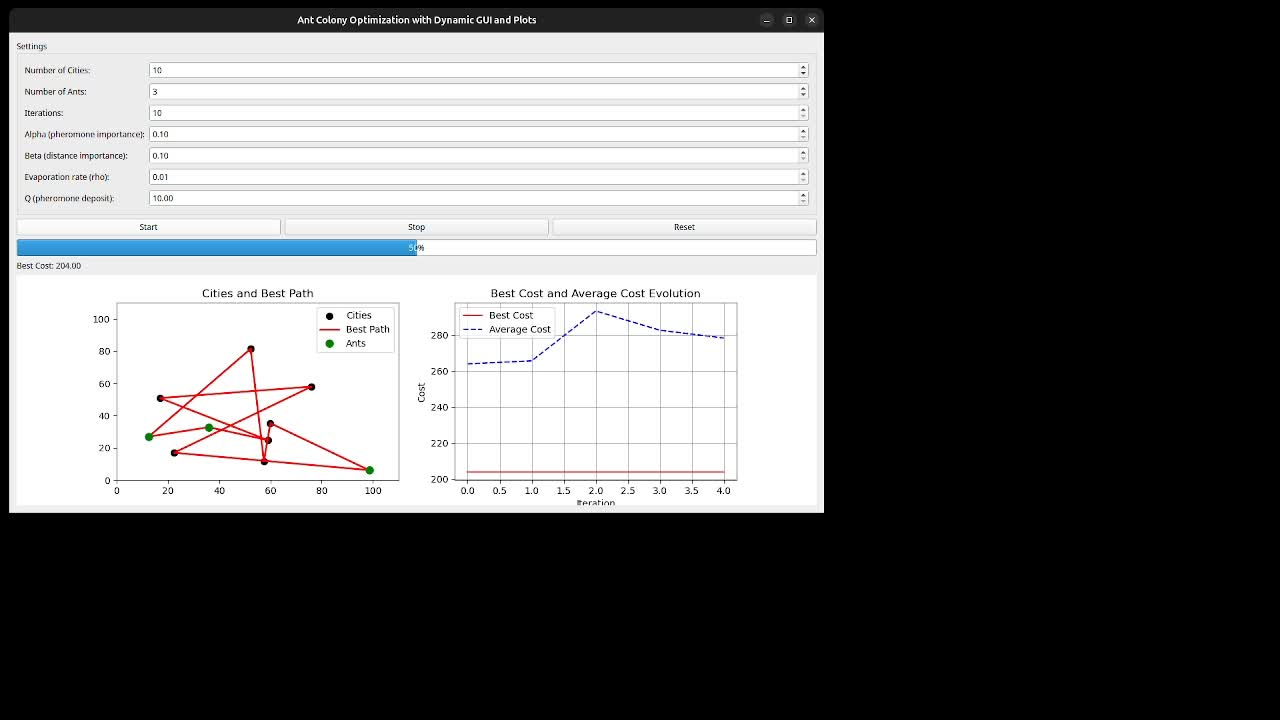 Ant Colony Optimization with Dynamic GUI and Plots
Settings
Number of Cities: 10
Number of Ants: 3
Iterations: 10
Alpha (pheromone importance): 0.10
Beta (distance importance): 0.10
Evaporation rate (rho): 0.01
Q (pheromone deposit): 10.00
Start Stop Reset
50%
Best Cost: 204.00
Cities and Best Path
Cities
Best Path
Ants
100
80
60
40
20
0
0 20 40 60 80 100
Best Cost and Average Cost Evolution
Best Cost
Average Cost
Cost
280
260
240
220
200
0.0 0.5 1.0 1.5 2.0 2.5 3.0 3.5 4.0
Iteration